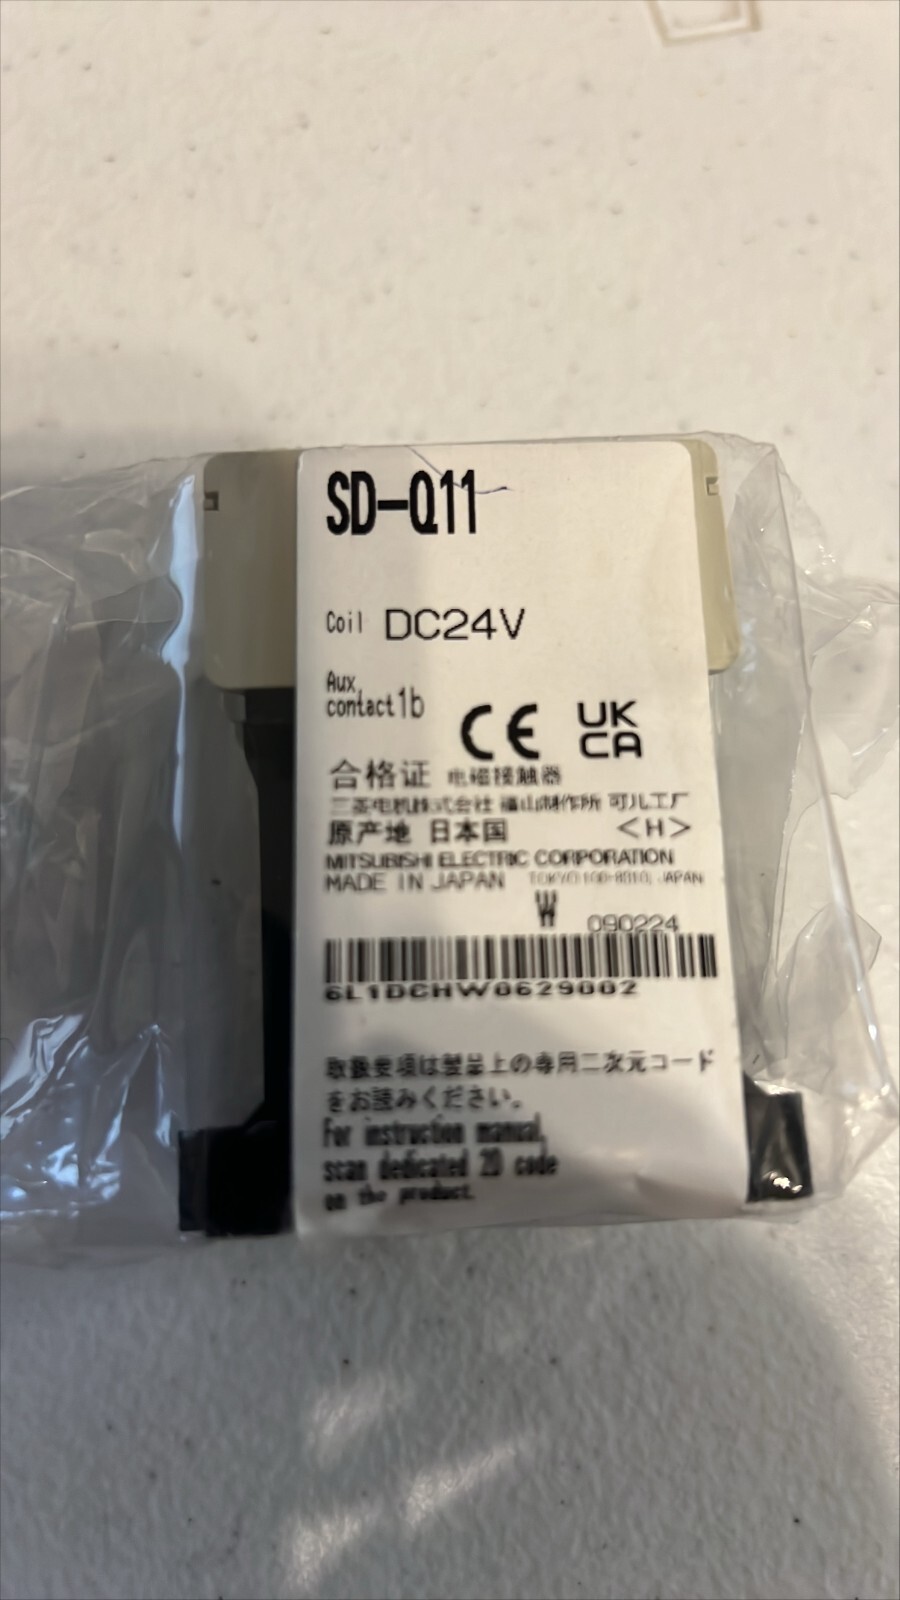 SD-Q11
Coil DC24V
Aux
contact 1b
CE UK
CA
合格证 电磁接触器
三菱电机株式会社 福山制作所 可儿工厂
原产地 日本国 <H>
MITSUBISHI ELECTRIC CORPORATION
MADE IN JAPAN TOKYO 100-8310, JAPAN
W 090224
6L1DCHW0629002
取扱要項は製品上の専用二次元コード
をお読みください。
For instruction manual,
scan dedicated 2D code
on the product.